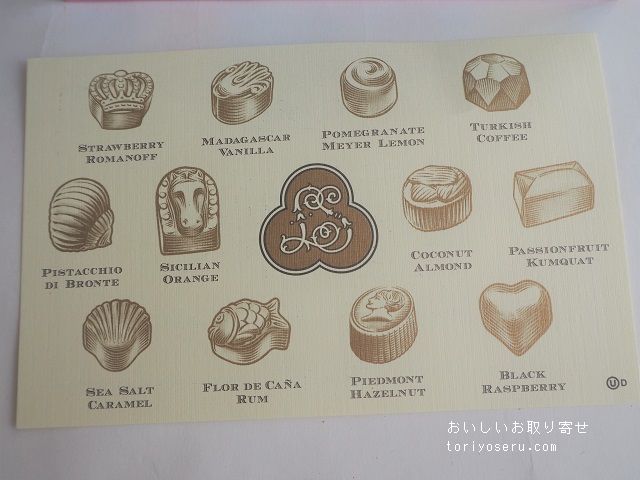 STRAWBERRY
ROMANOFF
MADAGASCAR
VANILLA
POMEGRANATE
MEYER LEMON
TURKISH
COFFEE
PISTACCHIO
DI BRONTE
SICILIAN
ORANGE
COCONUT
ALMOND
PASSIONFRUIT
KUMQUAT
SEA SALT
CARAMEL
FLOR DE CAÑA
RUM
PIEDMONT
HAZELNUT
BLACK
RASPBERRY
Ⓤ D
おいしいお取り寄せ
toriyoseru.com